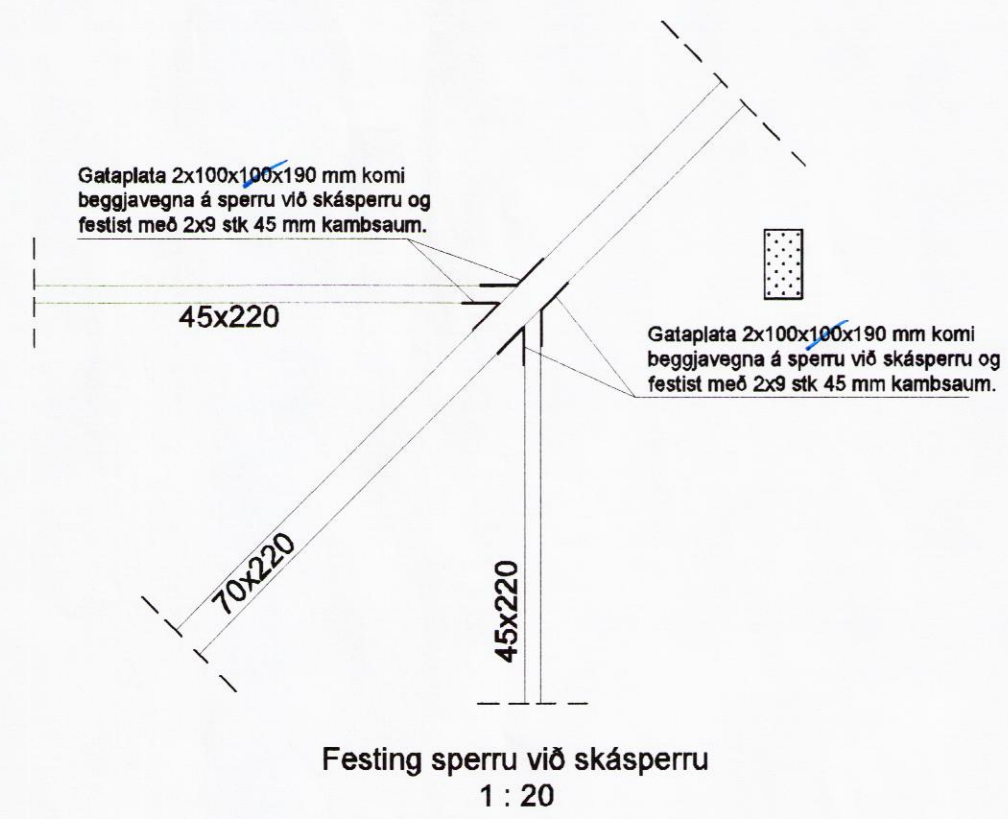 Gataplata 2x100x100x190 mm komi
beggjavegna á sperru við skásperru og
festist með 2x9 stk 45 mm kambsaum.
45x220
Gataplata 2x100x100x190 mm komi
beggjavegna á sperru við skásperru og
festist með 2x9 stk 45 mm kambsaum.
70x220
45x220
Festing sperru við skásperru
1 : 20